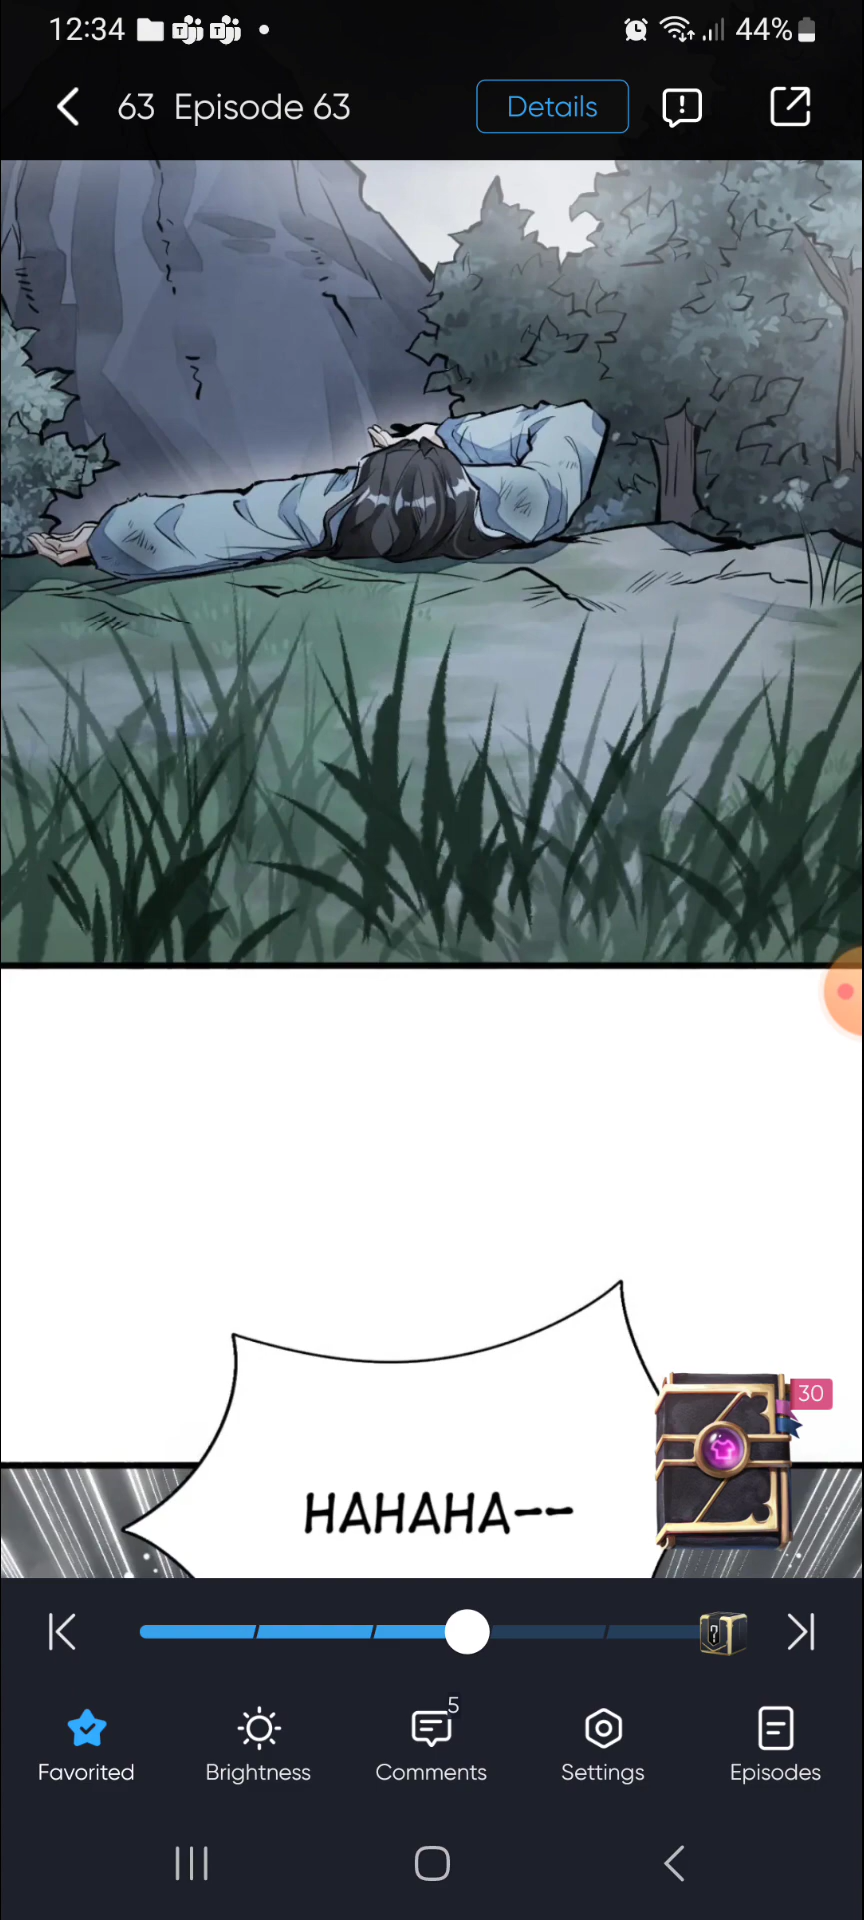 12:34
44%
63 Episode 63
Details
30
HAHAHA--
5
Favorited
Brightness
Comments
Settings
Episodes